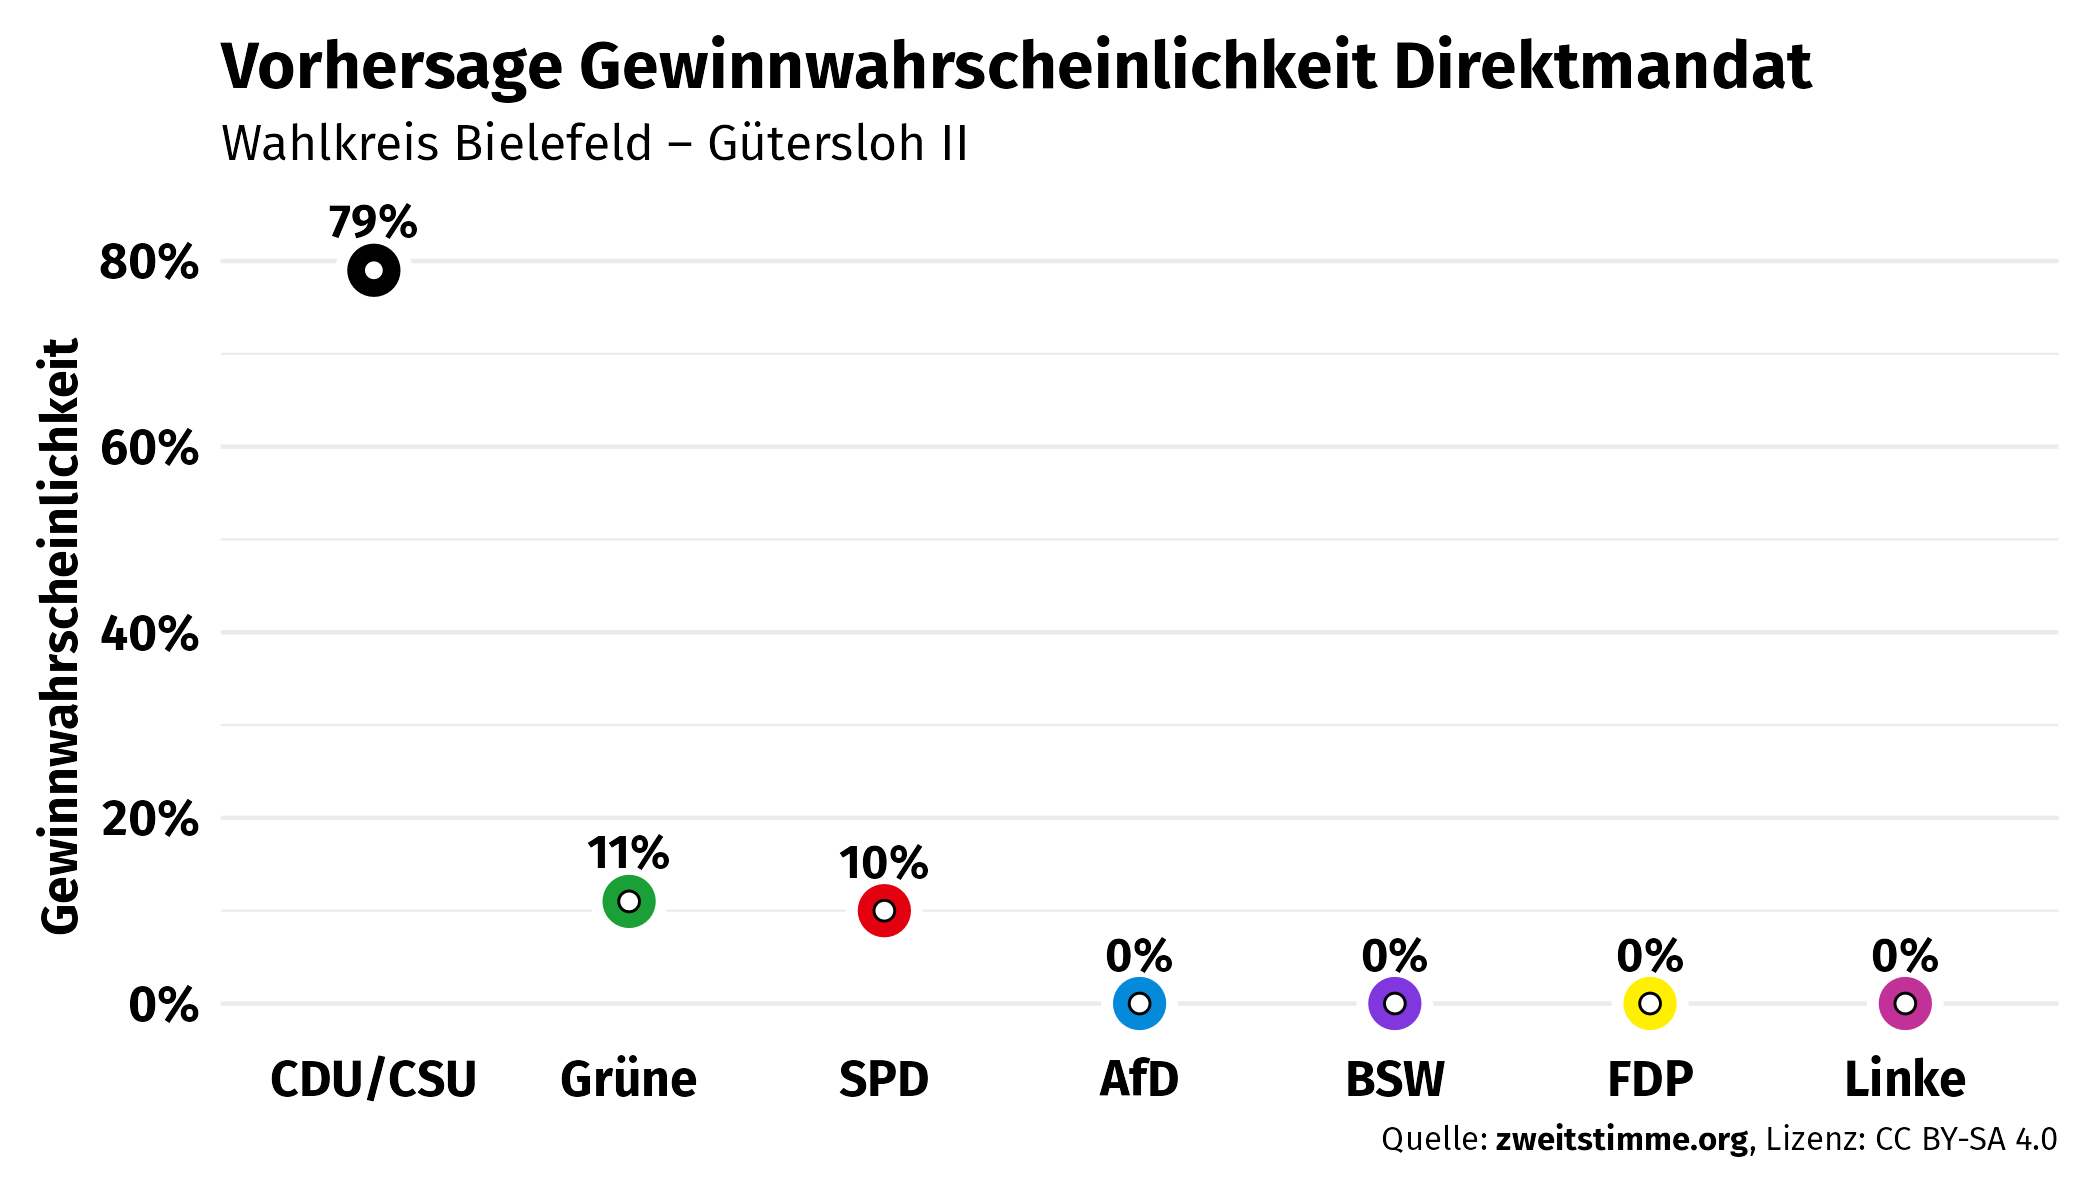 Vorhersage Gewinnwahrscheinlichkeit Direktmandat
Wahlkreis Bielefeld – Gütersloh II
Gewinnwahrscheinlichkeit
80%
60%
40%
20%
0%
79%
11%
10%
0%
0%
0%
0%
CDU/CSU
Grüne
SPD
AfD
BSW
FDP
Linke
Quelle: zweitstimme.org, Lizenz: CC BY-SA 4.0